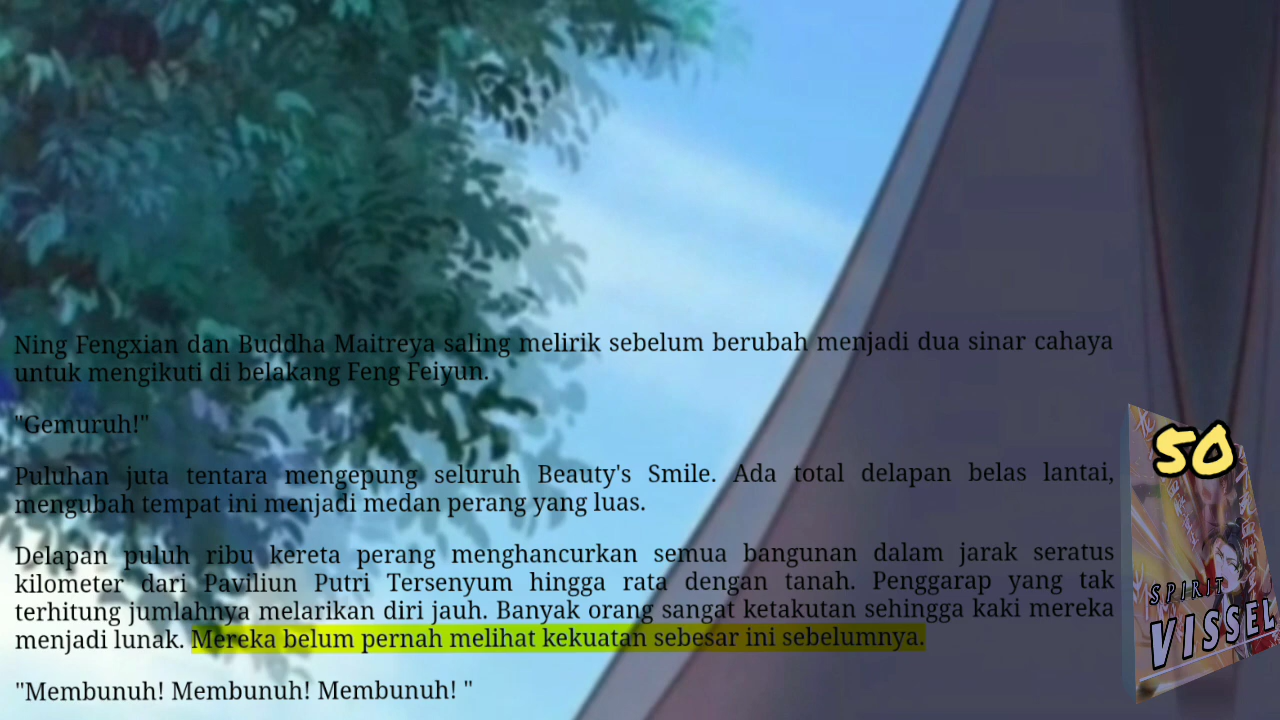 Ning Fengxian dan Buddha Maitreya saling melirik sebelum berubah menjadi dua sinar cahaya
untuk mengikuti di belakang Feng Feiyun.
"Gemuruh!"
Puluhan juta tentara mengepung seluruh Beauty's Smile. Ada total delapan belas lantai,
mengubah tempat ini menjadi medan perang yang luas.
Delapan puluh ribu kereta perang menghancurkan semua bangunan dalam jarak seratus
kilometer dari Paviliun Putri Tersenyum hingga rata dengan tanah. Penggarap yang tak
terhitung jumlahnya melarikan diri jauh. Banyak orang sangat ketakutan sehingga kaki mereka
menjadi lunak. Mereka belum pernah melihat kekuatan sebesar ini sebelumnya.
"Membunuh! Membunuh! Membunuh! "
50
SPIRIT
VISSEL